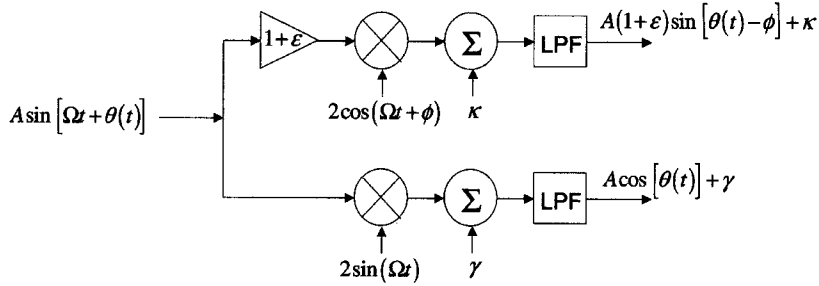 1+ε
Σ
LPF
A(1+ε)sin[θ(t)−ϕ]+κ
2cos(Ωt+ϕ)
κ
Asin[Ωt+θ(t)]
Σ
LPF
Acos[θ(t)]+γ
2sin(Ωt)
γ